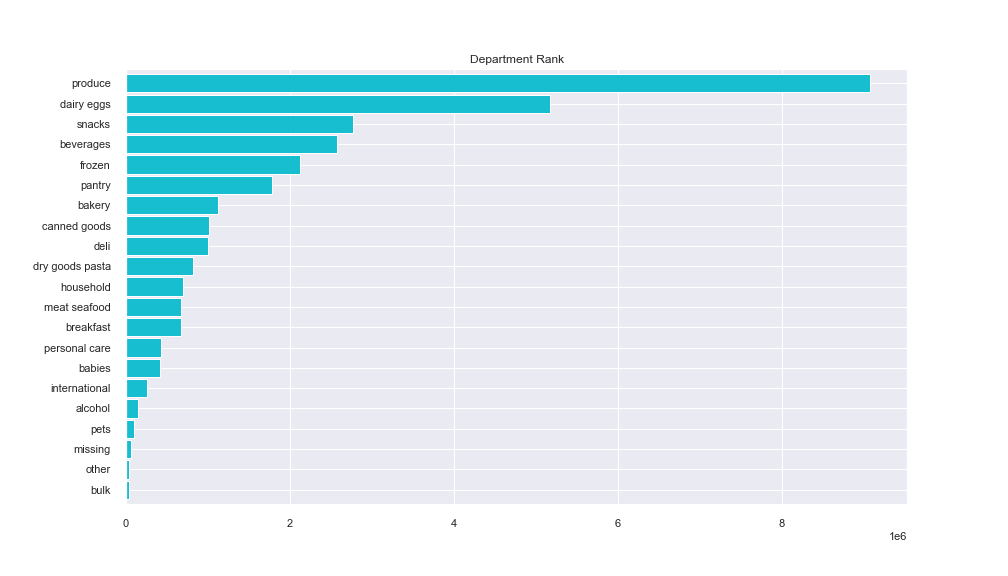 Department Rank
produce
dairy eggs
snacks
beverages
frozen
pantry
bakery
canned goods
deli
dry goods pasta
household
meat seafood
breakfast
personal care
babies
international
alcohol
pets
missing
other
bulk
0 2 4 6 8
1e6